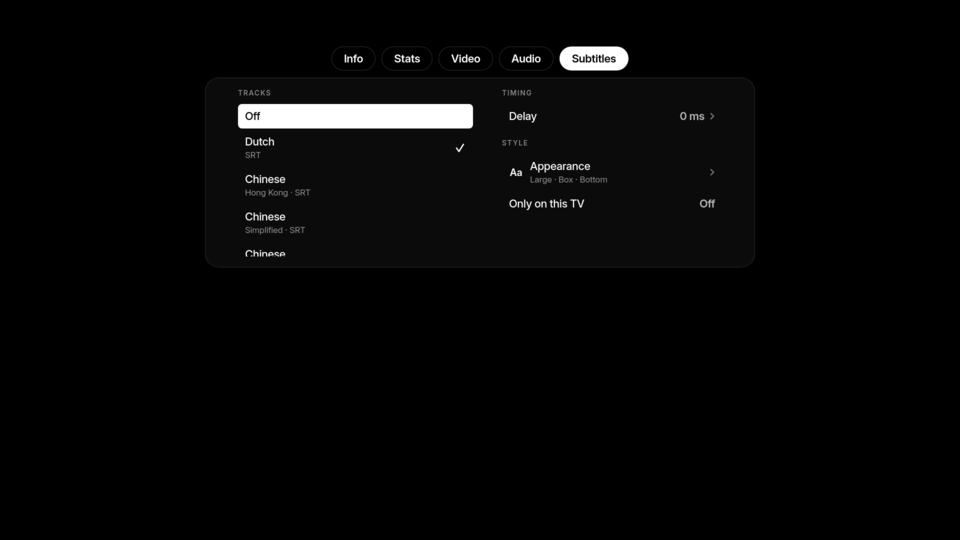 Info
Stats
Video
Audio
Subtitles
TRACKS
Off
Dutch
SRT
Chinese
Hong Kong · SRT
Chinese
Simplified · SRT
Chinese
TIMING
Delay
0 ms
STYLE
Aa
Appearance
Large · Box · Bottom
Only on this TV
Off